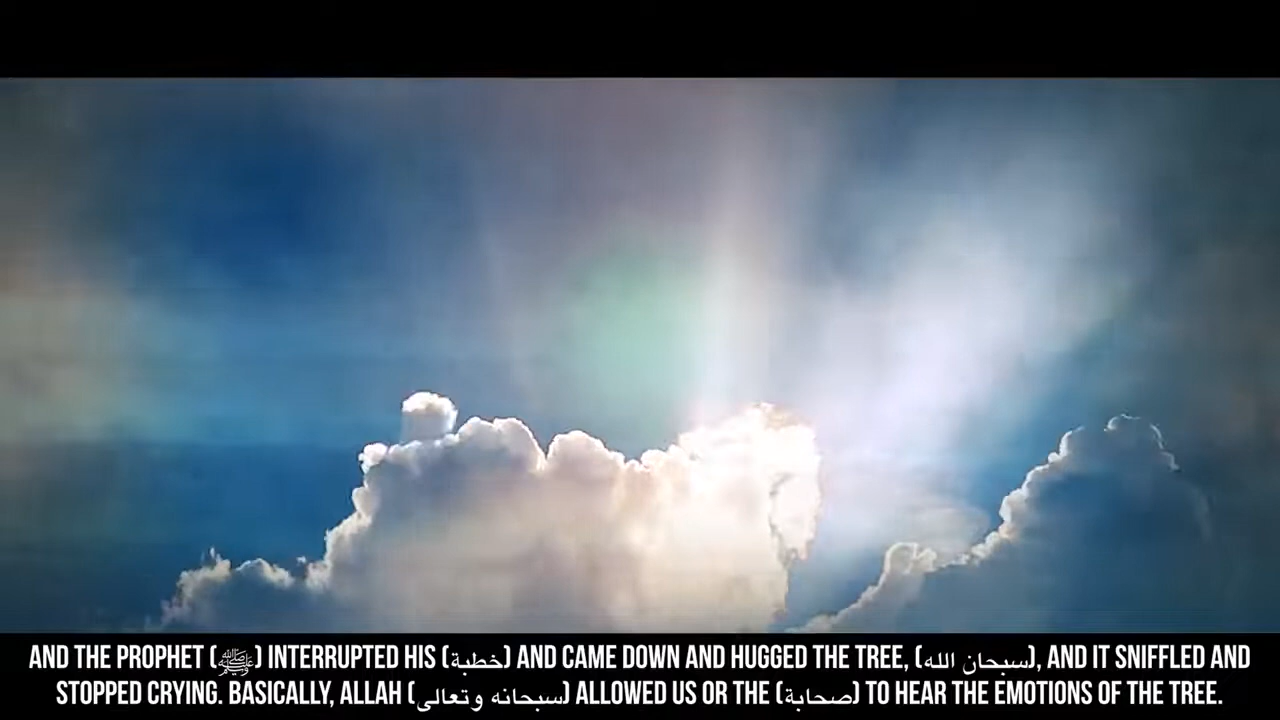 AND THE PROPHET (ﷺ) INTERRUPTED HIS (خطبة) AND CAME DOWN AND HUGGED THE TREE, (سبحان الله), AND IT SNIFFLED AND
STOPPED CRYING. BASICALLY, ALLAH (سبحانه وتعالى) ALLOWED US OR THE (صحابة) TO HEAR THE EMOTIONS OF THE TREE.